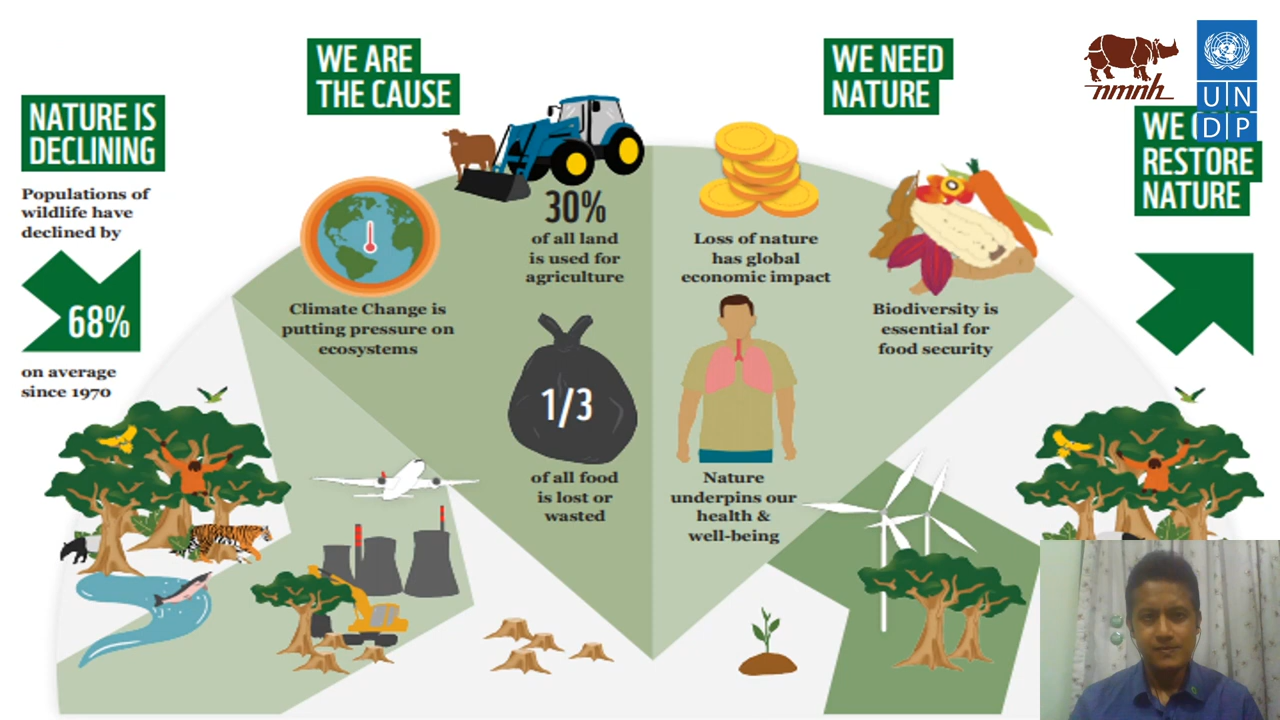 NATURE IS
DECLINING
Populations of
wildlife have
declined by
68%
on average
since 1970
WE ARE
THE CAUSE
Climate Change is
putting pressure on
ecosystems
30%
of all land
is used for
agriculture
1/3
of all food
is lost or
wasted
WE NEED
NATURE
Loss of nature
has global
economic impact
Biodiversity is
essential for
food security
Nature
underpins our
health &
well-being
nmnh
UN
DP
WE
RESTORE
NATURE